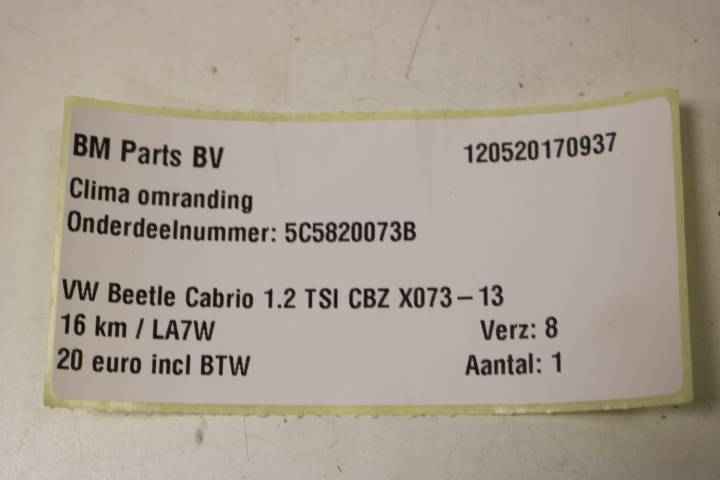 BM Parts BV 120520170937
Clima omranding
Onderdeelnummer: 5C5820073B
VW Beetle Cabrio 1.2 TSI CBZ X073-13
16 km / LA7W Verz: 8
20 euro incl BTW Aantal: 1